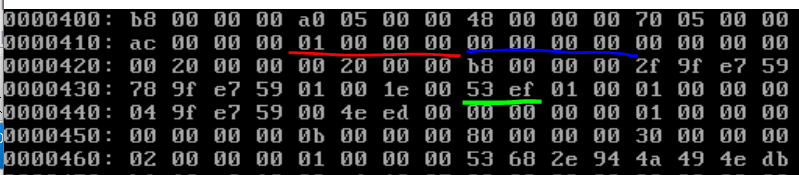 0000400: b8 00 00 00 a0 05 00 00 48 00 00 00 70 05 00 00
0000410: ac 00 00 00 01 00 00 00 00 00 00 00 00 00 00 00
0000420: 00 20 00 00 00 20 00 00 b8 00 00 00 2f 9f e7 59
0000430: 78 9f e7 59 01 00 1e 00 53 ef 01 00 01 00 00 00
0000440: 04 9f e7 59 00 4e ed 00 00 00 00 00 01 00 00 00
0000450: 00 00 00 00 0b 00 00 00 80 00 00 00 30 00 00 00
0000460: 02 00 00 00 01 00 00 00 53 68 2e 94 4a 49 4e db